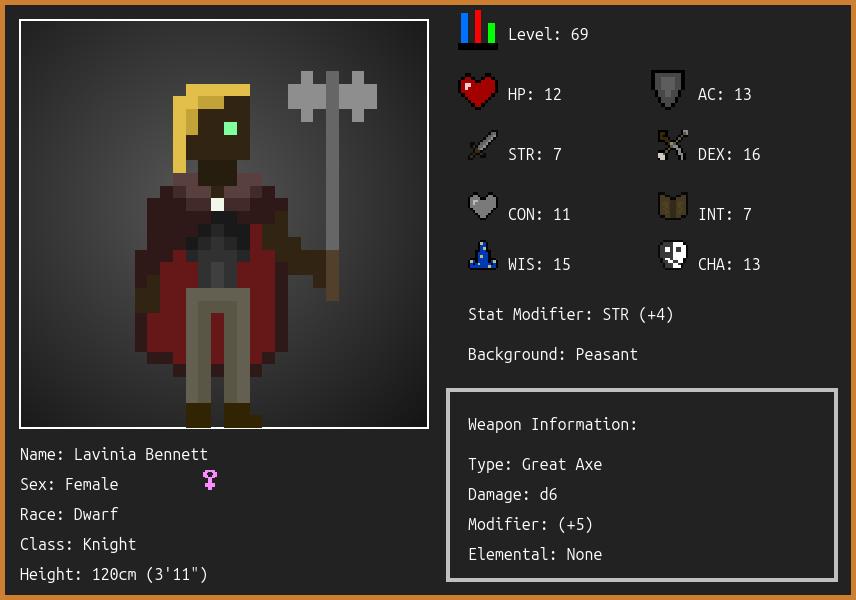 Level: 69
HP: 12
AC: 13
STR: 7
DEX: 16
CON: 11
INT: 7
WIS: 15
CHA: 13
Stat Modifier: STR (+4)
Background: Peasant
Weapon Information:
Type: Great Axe
Damage: d6
Modifier: (+5)
Elemental: None
Name: Lavinia Bennett
Sex: Female
Race: Dwarf
Class: Knight
Height: 120cm (3'11")